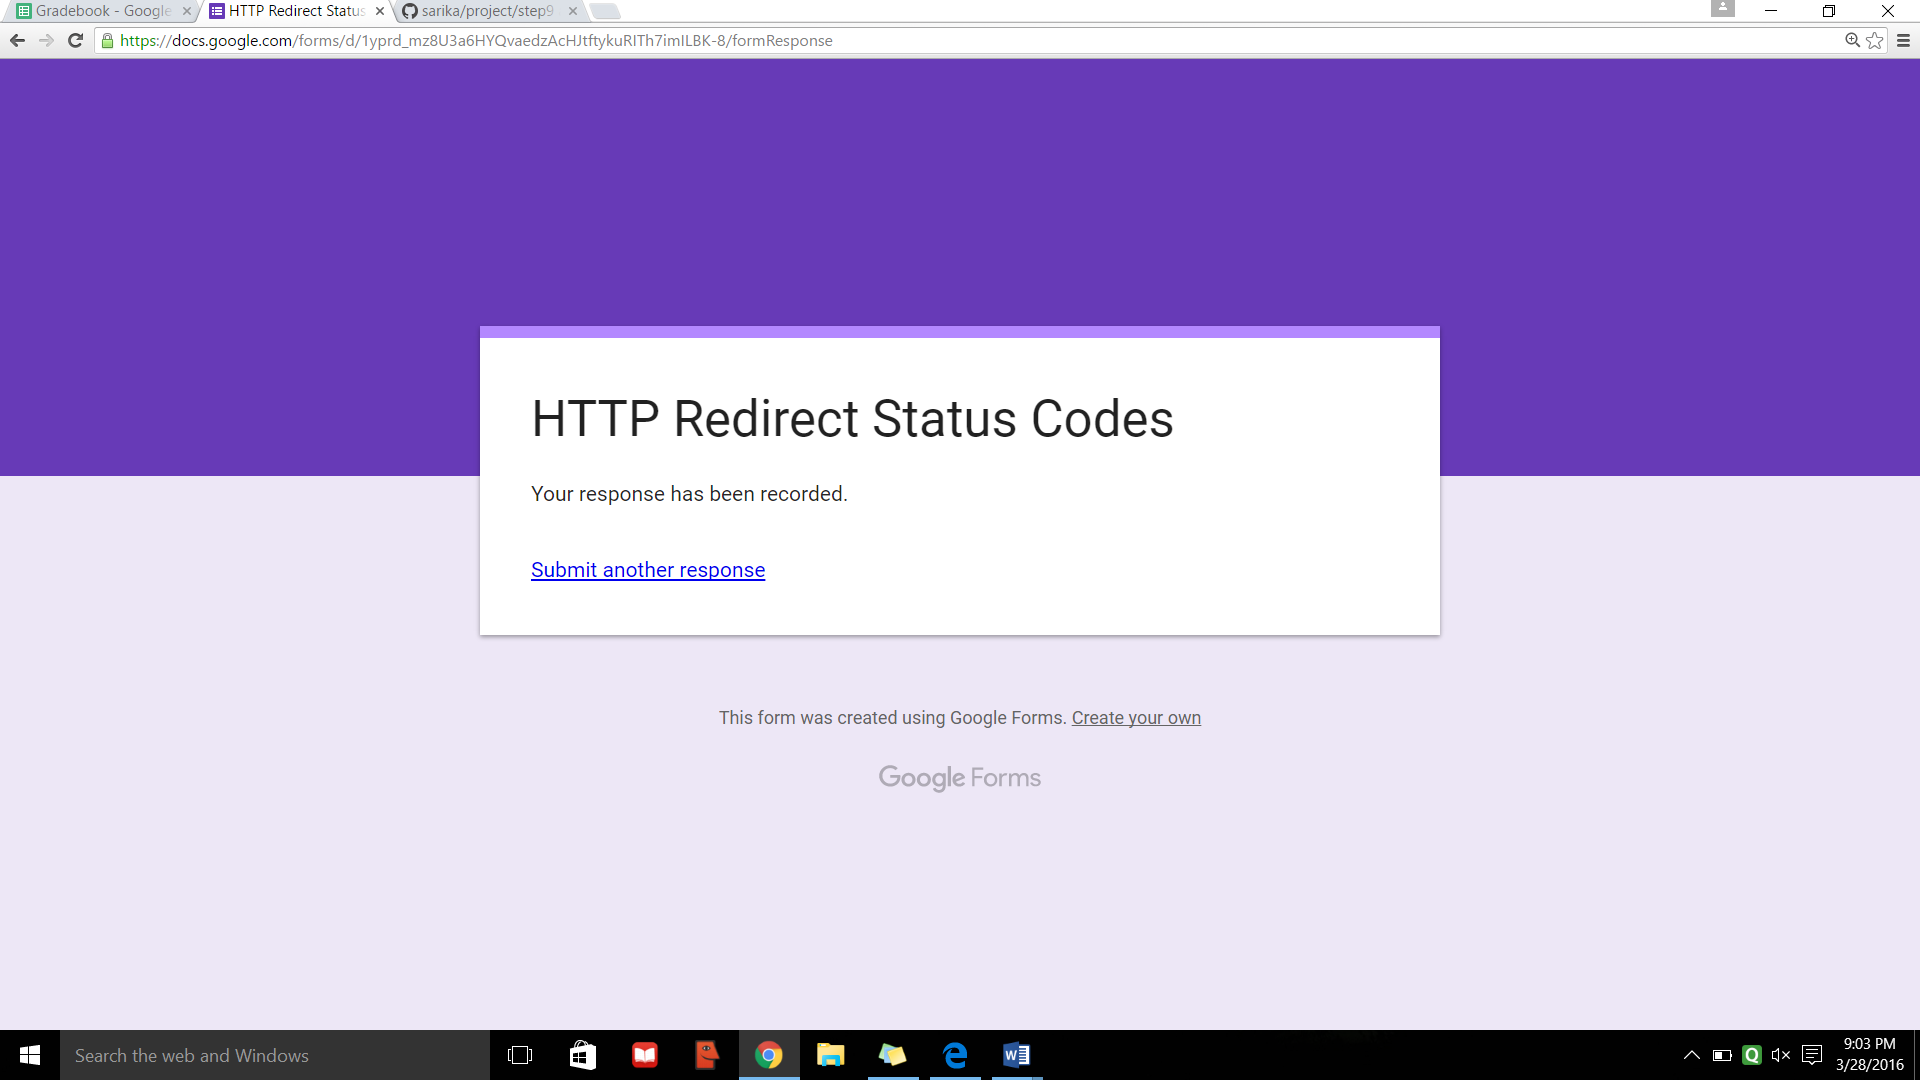 Gradebook - Google
HTTP Redirect Status
sarika/project/step9
https://docs.google.com/forms/d/1yprd_mz8U3a6HYQvaedzAcHJtftykuRITh7imILBK-8/formResponse
HTTP Redirect Status Codes
Your response has been recorded.
Submit another response
This form was created using Google Forms. Create your own
Google Forms
Search the web and Windows
9:03 PM
3/28/2016